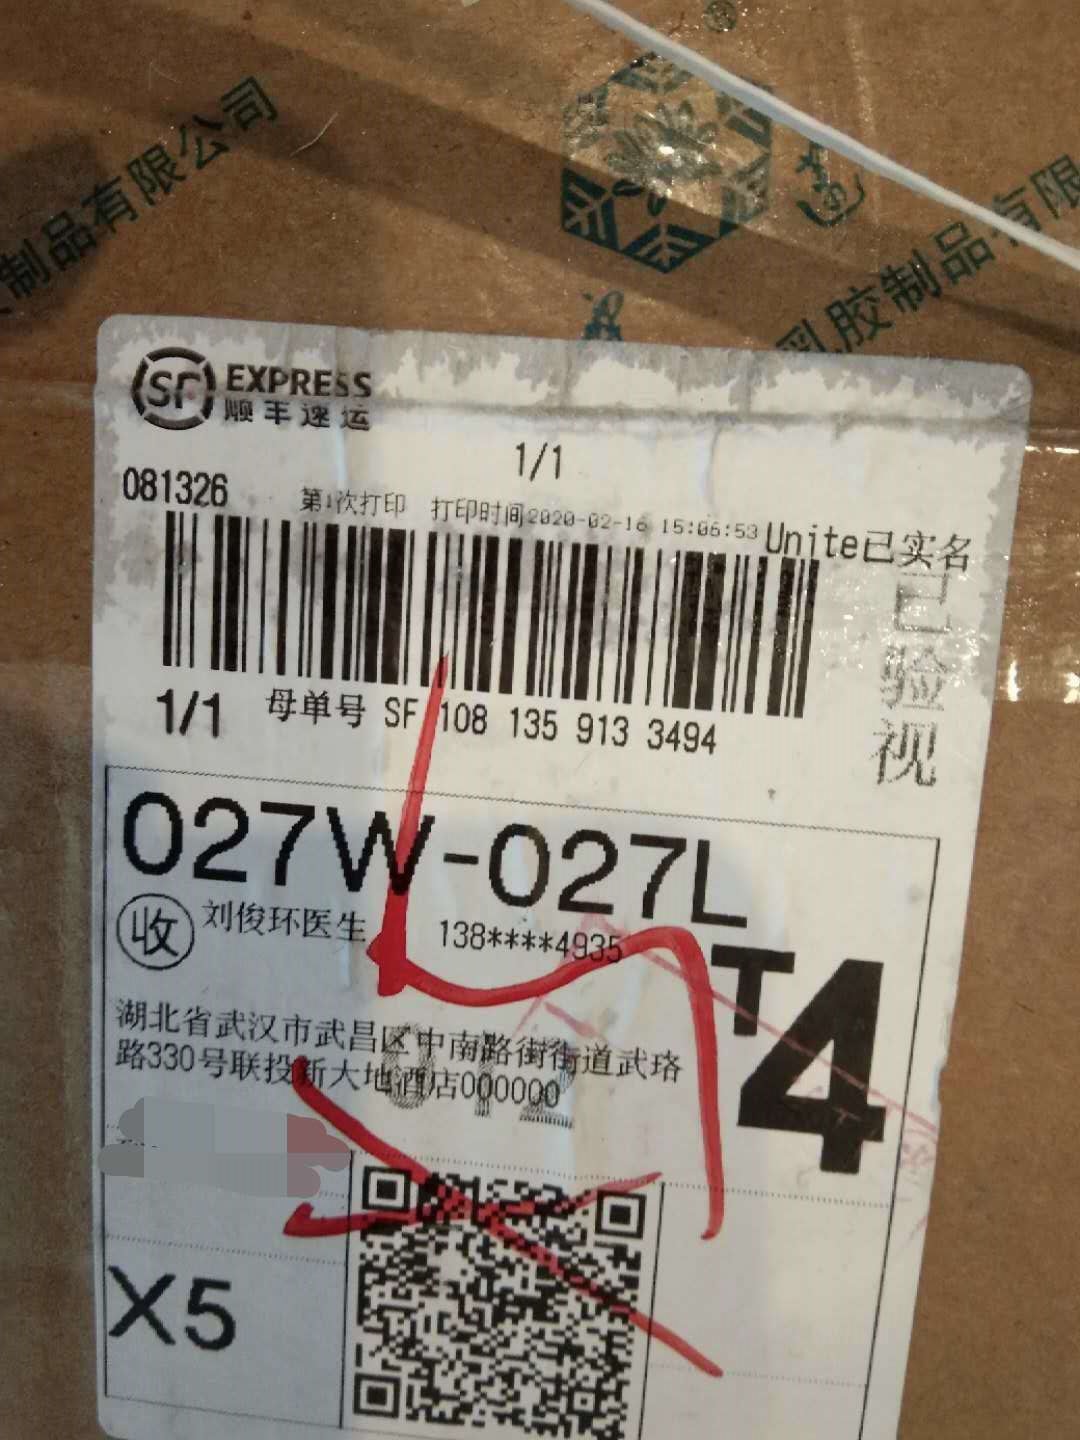 制品有限公司
乳胶制品有限
SF EXPRESS
顺丰速运
1/1
081326
第1次打印 打印时间2020-02-16 15:06:53 Unite已实名
已验视
1/1 母单号 SF 108 135 913 3494
027W-027L
收 刘俊环医生 138****4935
T4
湖北省武汉市武昌区中南路街街道武珞
路330号联投新大地酒店000000
X5